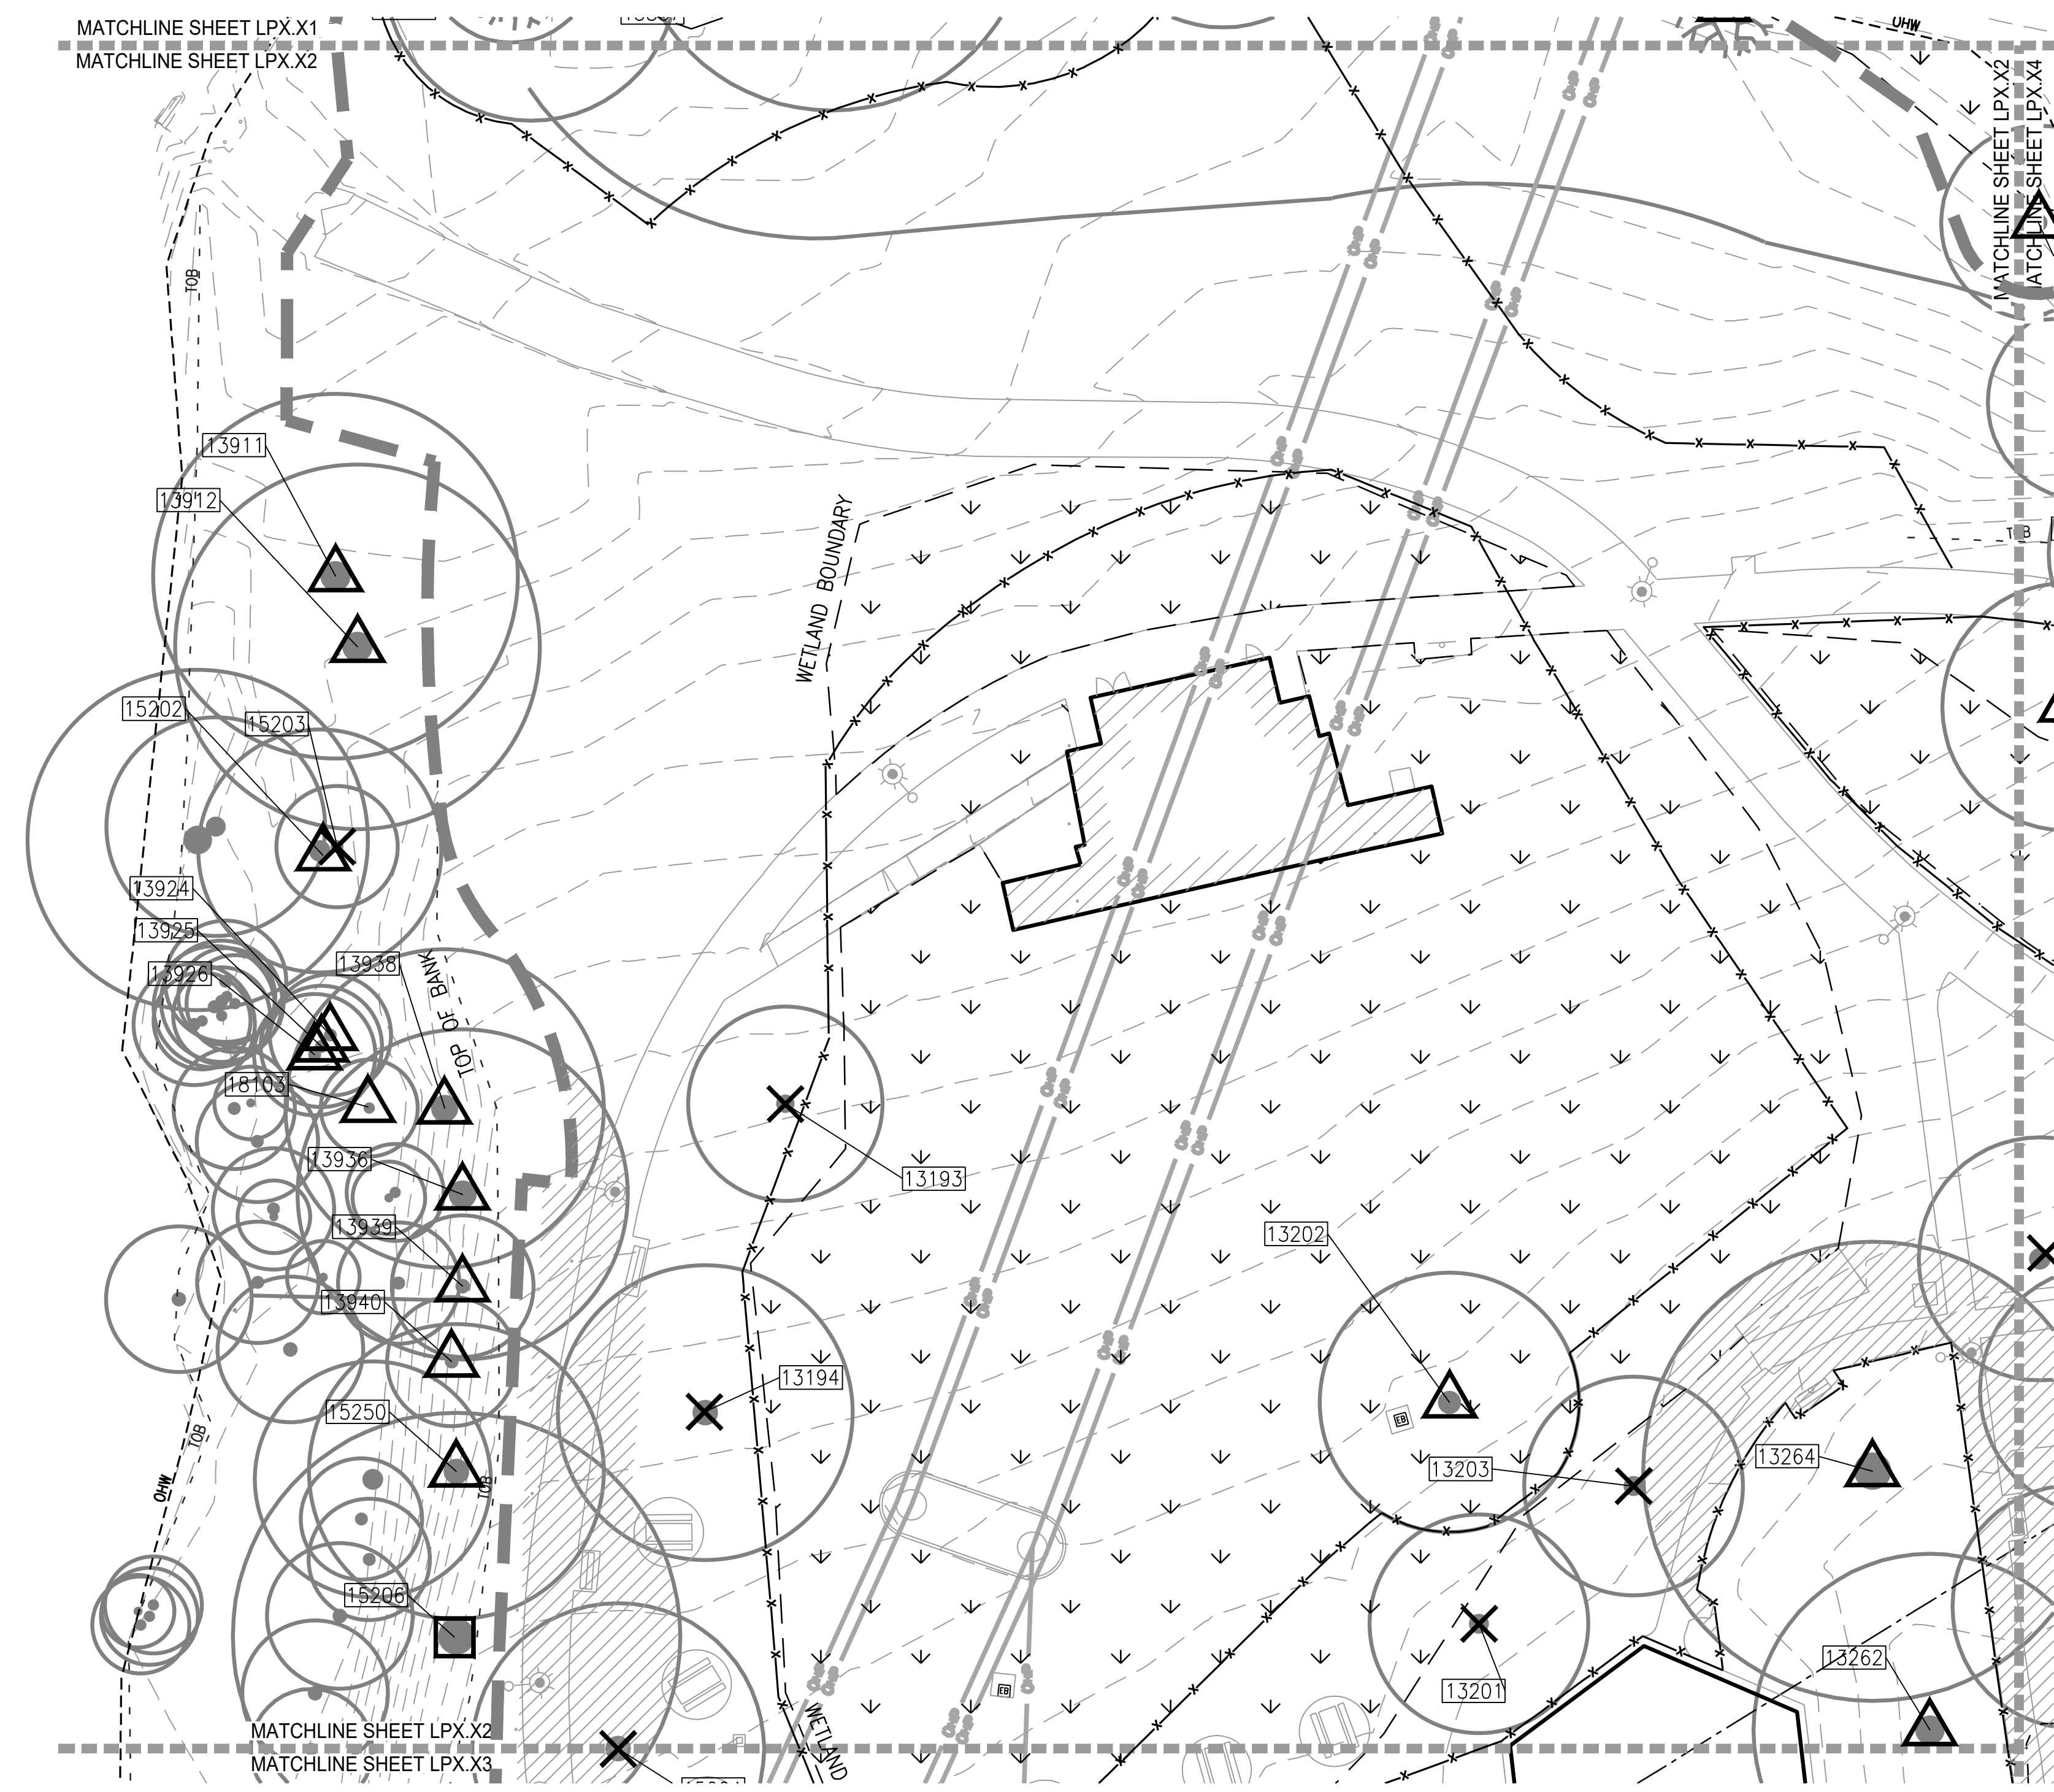 MATCHLINE SHEET LPX.X1
MATCHLINE SHEET LPX.X2
OHW
MATCHLINE SHEET LPX.X2
MATCHLINE SHEET LPX.X4
TOB
13911
13912
WETLAND BOUNDARY
TOB
15202
15203
13924
13925
13926
13938
TOP OF BANK
18103
13936
13193
13939
13202
13940
13194
15250
13203
13264
TOB
TOB
OHW
EB
15206
13262
13201
EB
WETLAND
MATCHLINE SHEET LPX.X2
MATCHLINE SHEET LPX.X3